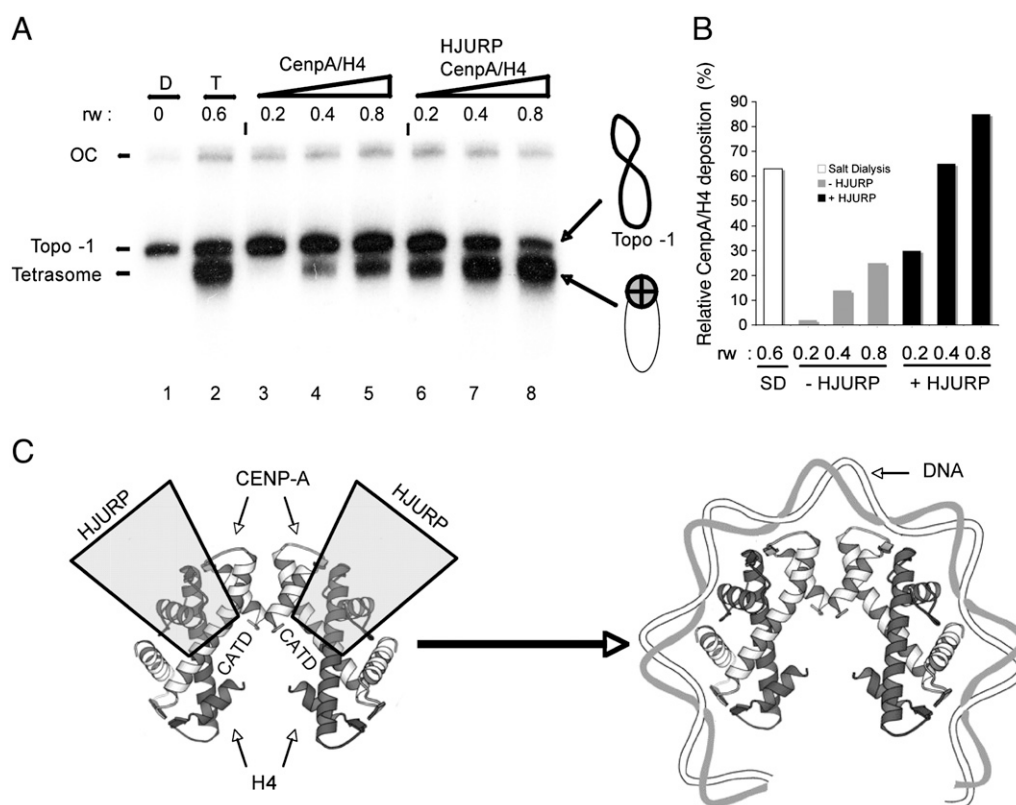 A
D T CenpA/H4 HJURP CenpA/H4
rw : 0 0.6 0.2 0.4 0.8 0.2 0.4 0.8
OC
Topo -1
Tetrasome
Topo -1
1 2 3 4 5 6 7 8
B
Relative CenpA/H4 deposition (%)
90
80
70
60
50
40
30
20
10
0
Salt Dialysis
- HJURP
+ HJURP
rw : 0.6 0.2 0.4 0.8 0.2 0.4 0.8
SD - HJURP + HJURP
C
HJURP
CENP-A
HJURP
CATD
CATD
H4
DNA